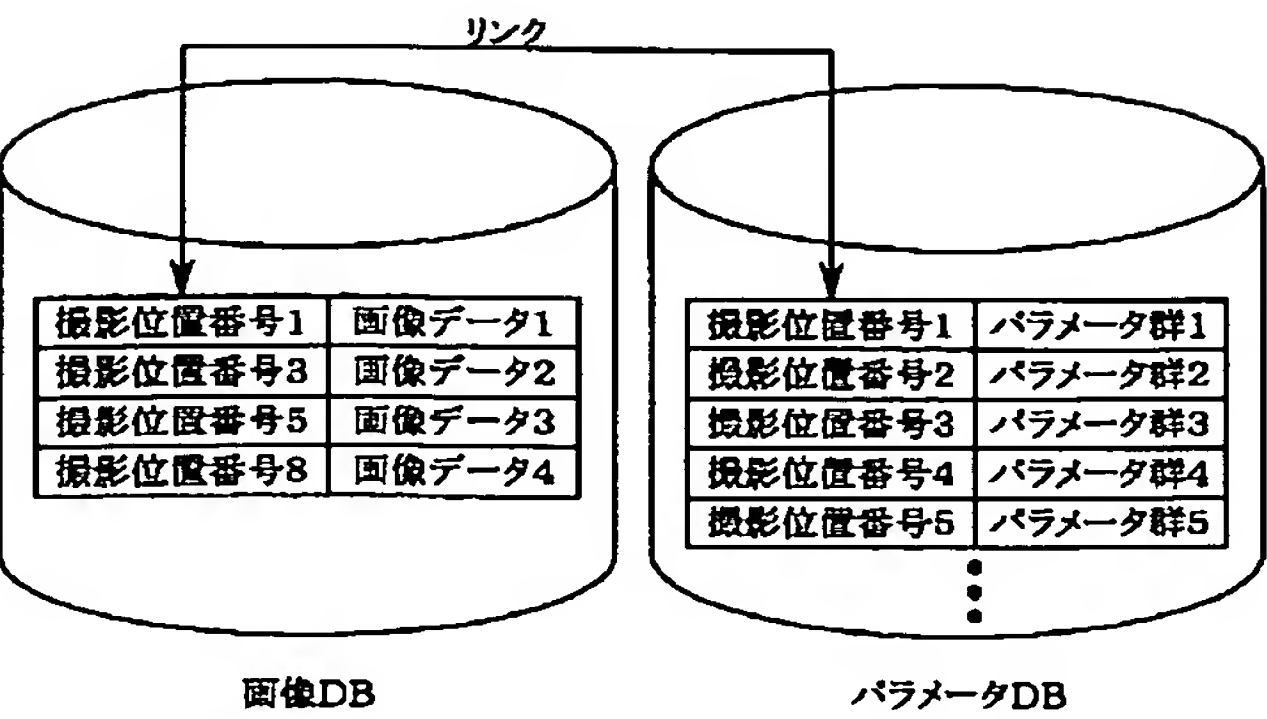 リンク
撮影位置番号1 画像データ1
撮影位置番号3 画像データ2
撮影位置番号5 画像データ3
撮影位置番号8 画像データ4
撮影位置番号1 パラメータ群1
撮影位置番号2 パラメータ群2
撮影位置番号3 パラメータ群3
撮影位置番号4 パラメータ群4
撮影位置番号5 パラメータ群5
画像DB
パラメータDB